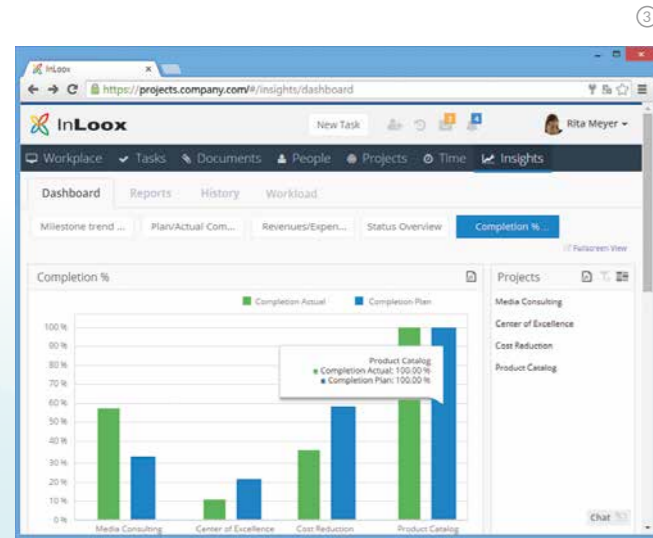 3
InLoox
https://projects.company.com/#/insights/dashboard
InLoox
New Task
Rita Meyer
Workplace Tasks Documents People Projects Time Insights
Dashboard Reports History Workload
Milestone trend ... Plan/Actual Com... Revenues/Expen... Status Overview Completion % ...
Fullscreen View
Completion %
Projects
Completion Actual Completion Plan
Media Consulting
Center of Excellence
Cost Reduction
Product Catalog
100 %
90 %
80 %
70 %
60 %
50 %
40 %
30 %
20 %
10 %
0 %
Product Catalog
Completion Actual: 100.00 %
Completion Plan: 100.00 %
Media Consulting Center of Excellence Cost Reduction Product Catalog
Chat